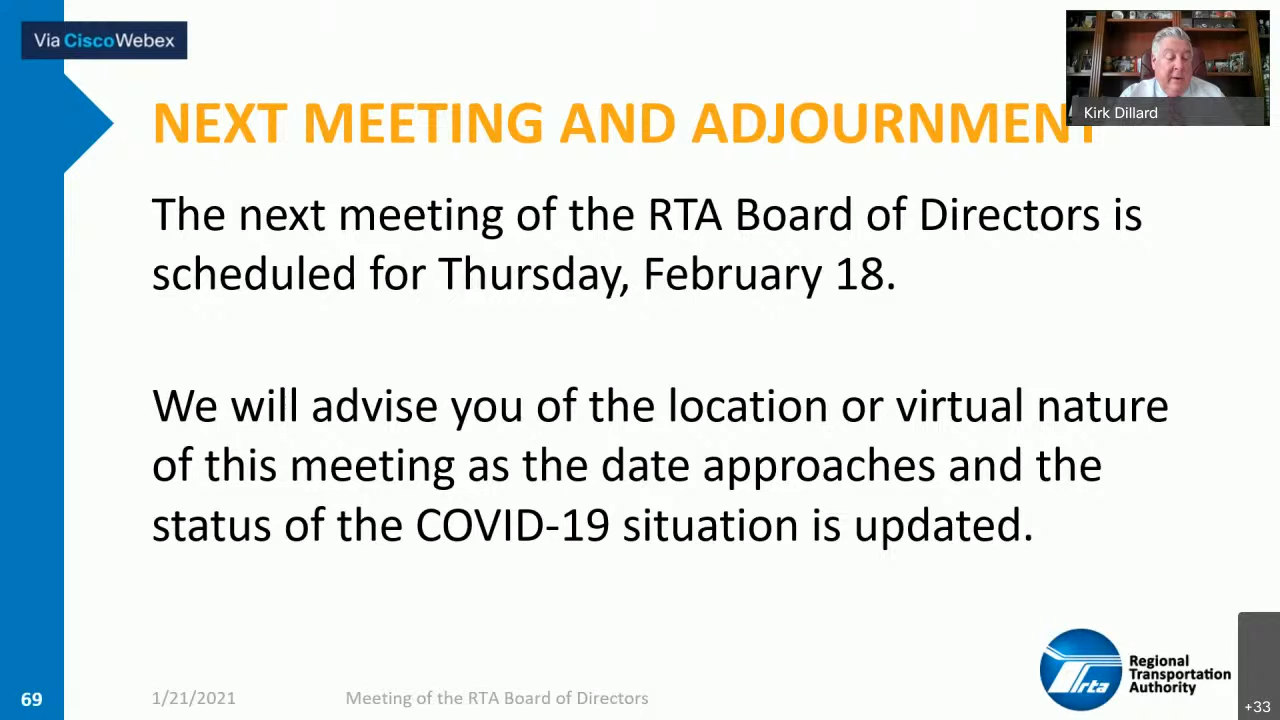 Via CiscoWebex
Kirk Dillard
NEXT MEETING AND ADJOURNMENT
The next meeting of the RTA Board of Directors is
scheduled for Thursday, February 18.
We will advise you of the location or virtual nature
of this meeting as the date approaches and the
status of the COVID-19 situation is updated.
rta
Regional
Transportation
Authority
69
1/21/2021
Meeting of the RTA Board of Directors
+33